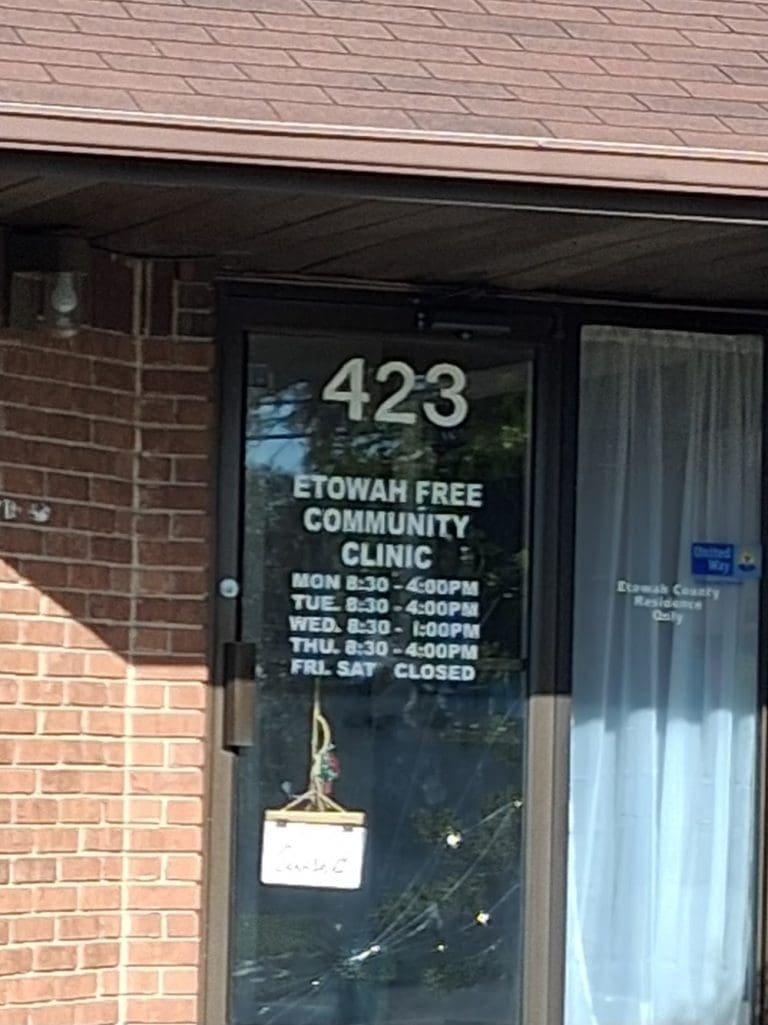 423
ETOWAH FREE
COMMUNITY
CLINIC
MON 8:30 - 4:00PM
TUE. 8:30 - 4:00PM
WED. 8:30 - 1:00PM
THU. 8:30 - 4:00PM
FRI. SAT CLOSED
United
Way
Etowah County
Residence
Only